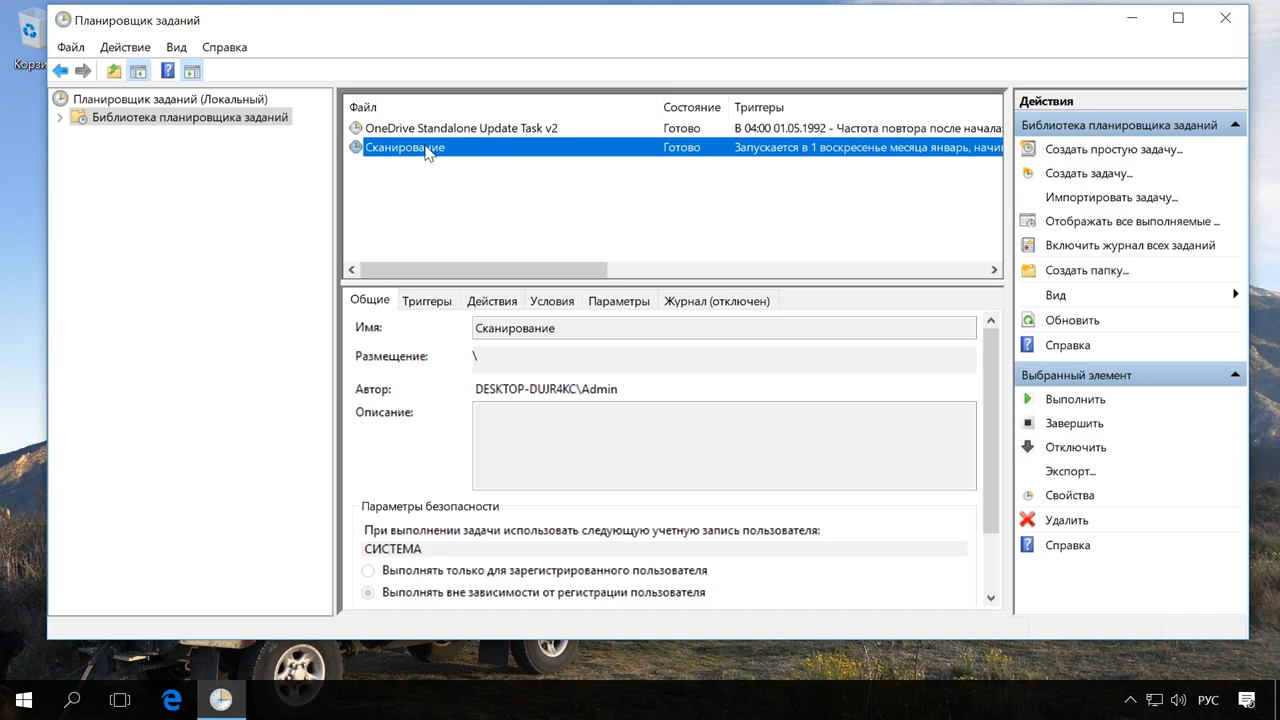 Корзи
Планировщик заданий
Файл Действие Вид Справка
Планировщик заданий (Локальный)
Библиотека планировщика заданий
Файл Состояние Триггеры
OneDrive Standalone Update Task v2 Готово В 04:00 01.05.1992 - Частота повтора после начала:
Сканирование Готово Запускается в 1 воскресенье месяца январь, начин
Общие Триггеры Действия Условия Параметры Журнал (отключен)
Имя: Сканирование
Размещение: \
Автор: DESKTOP-DUJR4KC\Admin
Описание:
Параметры безопасности
При выполнении задачи использовать следующую учетную запись пользователя:
СИСТЕМА
Выполнять только для зарегистрированного пользователя
Выполнять вне зависимости от регистрации пользователя
Действия
Библиотека планировщика заданий
Создать простую задачу...
Создать задачу...
Импортировать задачу...
Отображать все выполняемые ...
Включить журнал всех заданий
Создать папку...
Вид
Обновить
Справка
Выбранный элемент
Выполнить
Завершить
Отключить
Экспорт...
Свойства
Удалить
Справка
РУС